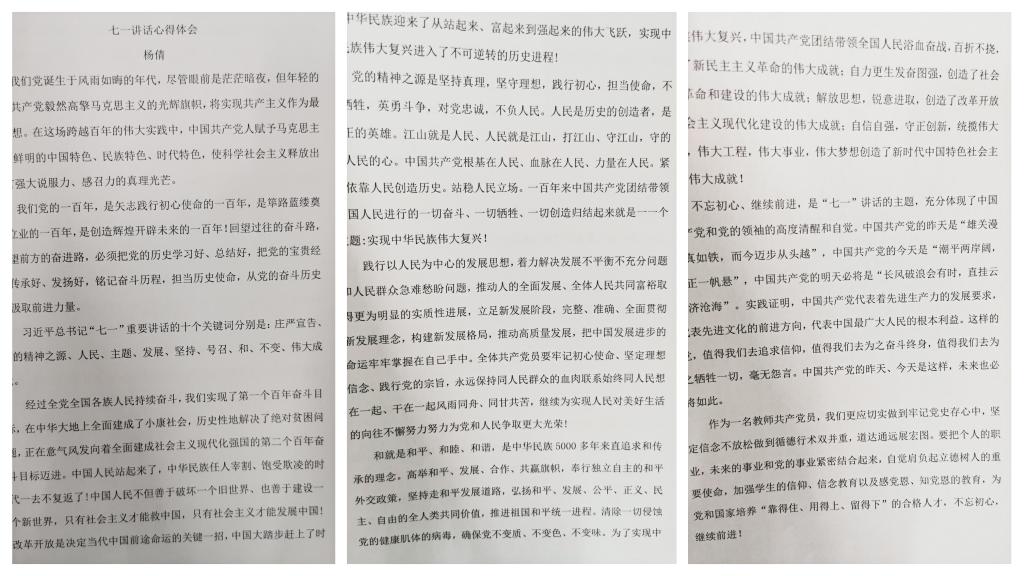 七一讲话心得体会
杨倩
我们党诞生于风雨如晦的年代，尽管眼前是茫茫暗夜，但年轻的
共产党毅然高擎马克思主义的光辉旗帜，将实现共产主义作为最
想。在这场跨越百年的伟大实践中，中国共产党人赋予马克思主
鲜明的中国特色、民族特色、时代特色，使科学社会主义释放出
强大说服力、感召力的真理光芒。
我们党的一百年，是矢志践行初心使命的一百年，是筚路蓝缕奠
立业的一百年，是创造辉煌开辟未来的一百年！回望过往的奋斗路，
望前方的奋进路，必须把党的历史学习好、总结好，把党的宝贵经
传承好、发扬好，铭记奋斗历程，担当历史使命，从党的奋斗历史
汲取前进力量。
习近平总书记“七一”重要讲话的十个关键词分别是：庄严宣告、
的精神之源、人民、主题、发展、坚持、号召、和、不变、伟大成
。
经过全党全国各族人民持续奋斗，我们实现了第一个百年奋斗目
标，在中华大地上全面建成了小康社会，历史性地解决了绝对贫困问
题，正在意气风发向着全面建成社会主义现代化强国的第二个百年奋
斗目标迈进。中国人民站起来了，中华民族任人宰割、饱受欺凌的时
代一去不复返了！中国人民不但善于破坏一个旧世界、也善于建设一
个新世界，只有社会主义才能救中国，只有社会主义才能发展中国！
改革开放是决定当代中国前途命运的关键一招，中国大踏步赶上了时
中华民族迎来了从站起来、富起来到强起来的伟大飞跃，实现中
民族伟大复兴进入了不可逆转的历史进程！
党的精神之源是坚持真理，坚守理想，践行初心，担当使命，不
牺牲，英勇斗争，对党忠诚，不负人民。人民是历史的创造者，是
正的英雄。江山就是人民、人民就是江山，打江山、守江山，守的
人民的心。中国共产党根基在人民、血脉在人民、力量在人民。紧
依靠人民创造历史。站稳人民立场。一百年来中国共产党团结带领
国人民进行的一切奋斗、一切牺牲、一切创造归结起来就是一一个
主题:实现中华民族伟大复兴！
践行以人民为中心的发展思想，着力解决发展不平衡不充分问题
和人民群众急难愁盼问题，推动人的全面发展、全体人民共同富裕取
得更为明显的实质性进展，立足新发展阶段，完整、准确、全面贯彻
新发展理念，构建新发展格局，推动高质量发展，把中国发展进步的
命运牢牢掌握在自己手中。全体共产党员要牢记初心使命、坚定理想
信念、践行党的宗旨，永远保持同人民群众的血肉联系始终同人民想
在一起、干在一起风雨同舟、同甘共苦，继续为实现人民对美好生活
的向往不懈努力努力为党和人民争取更大光荣！
和就是和平、和睦、和谐，是中华民族 5000 多年来直追求和传
承的理念。高举和平、发展、合作、共赢旗帜，奉行独立自主的和平
外交政策，坚持走和平发展道路，弘扬和平、发展、公平、正义、民
主、自由的全人类共同价值，推进祖国和平统一进程。清除一切侵蚀
党的健康肌体的病毒，确保党不变质、不变色、不变味。为了实现中
族伟大复兴，中国共产党团结带领全国人民浴血奋战，百折不挠，
了新民主主义革命的伟大成就；自力更生发奋图强，创造了社会
革命和建设的伟大成就；解放思想，锐意进取，创造了改革开放
会主义现代化建设的伟大成就；自信自强，守正创新，统揽伟大
，伟大工程，伟大事业，伟大梦想创造了新时代中国特色社会主
伟大成就！
不忘初心、继续前进，是“七一”讲话的主题，充分体现了中国
产党和党的领袖的高度清醒和自觉。中国共产党的昨天是“雄关漫
真如铁，而今迈步从头越”，中国共产党的今天是“潮平两岸阔，
正一帆悬”，中国共产党的明天必将是“长风破浪会有时，直挂云
济沧海”。实践证明，中国共产党代表着先进生产力的发展要求，
代表先进文化的前进方向，代表中国最广大人民的根本利益。这样的
党，值得我们去追求信仰，值得我们去为之奋斗终身，值得我们去为
之牺牲一切，毫无怨言。中国共产党的昨天、今天是这样，未来也必
将如此。
作为一名教师共产党员，我们更应切实做到牢记党史存心中，坚
定信念不放松做到循德行术双并重，道达通远展宏图。要把个人的职
业，未来的事业和党的事业紧密结合起来，自觉肩负起立德树人的重
要使命，加强学生的信仰、信念教育以及感党恩、知党恩的教育，为
党和国家培养“靠得住、用得上、留得下”的合格人才，不忘初心，
继续前进！